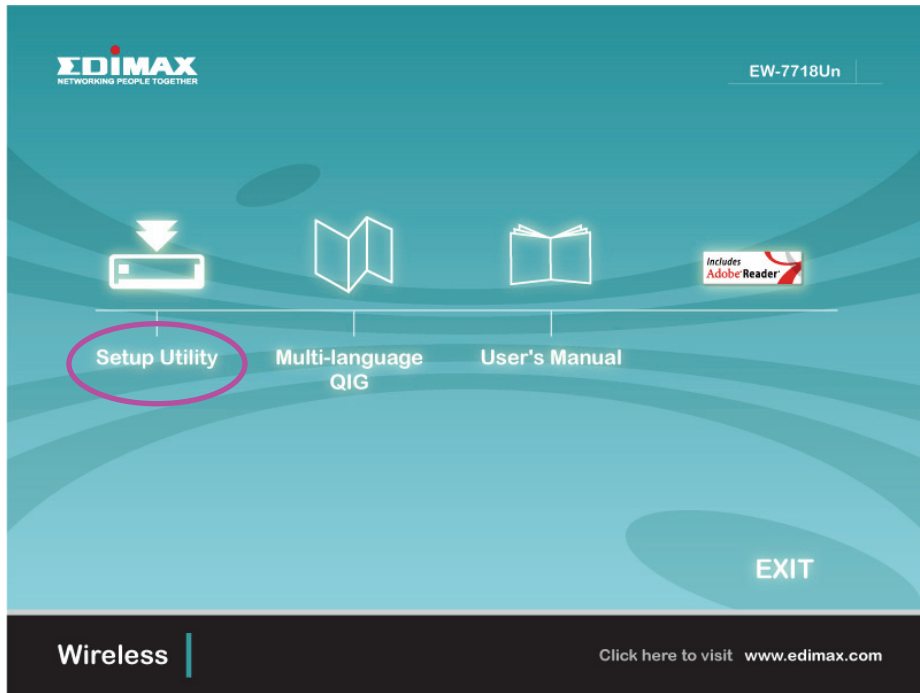 EDIMAX
NETWORKING PEOPLE TOGETHER
EW-7718Un
Includes
Adobe Reader
Setup Utility
Multi-language
QIG
User's Manual
EXIT
Wireless
Click here to visit www.edimax.com